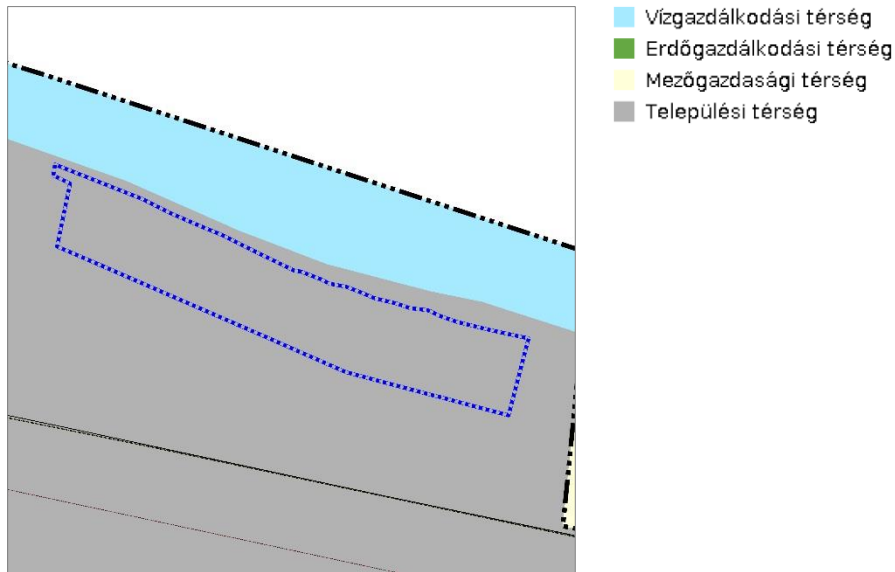 Vízgazdálkodási térség
Erdőgazdálkodási térség
Mezőgazdasági térség
Települési térség